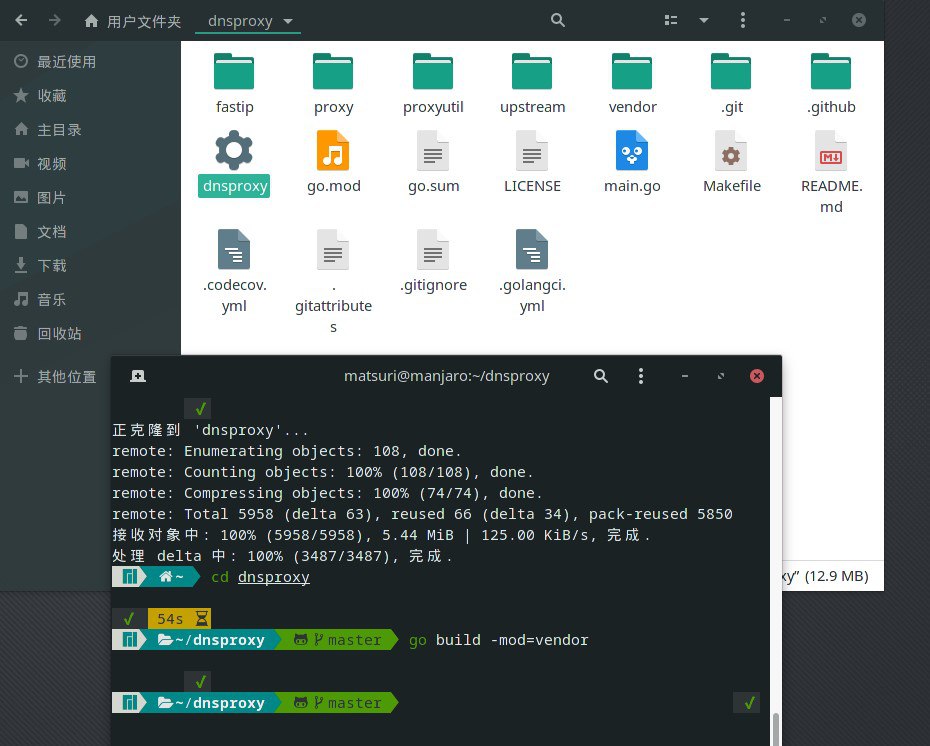 用户文件夹 dnsproxy
最近使用
收藏
主目录
视频
图片
文档
下载
音乐
回收站
其他位置
fastip proxy proxyutil upstream vendor .git .github
dnsproxy go.mod go.sum LICENSE main.go Makefile README.
md
.codecov. . .gitignore .golangci.
yml gitattribute yml
s
xy” (12.9 MB)
matsuri@manjaro:~/dnsproxy
√
正克隆到 'dnsproxy'...
remote: Enumerating objects: 108, done.
remote: Counting objects: 100% (108/108), done.
remote: Compressing objects: 100% (74/74), done.
remote: Total 5958 (delta 63), reused 66 (delta 34), pack-reused 5850
接收对象中: 100% (5958/5958), 5.44 MiB | 125.00 KiB/s, 完成.
处理 delta 中: 100% (3487/3487), 完成.
~ cd dnsproxy
√ 54s
~/dnsproxy master go build -mod=vendor
√
~/dnsproxy master √